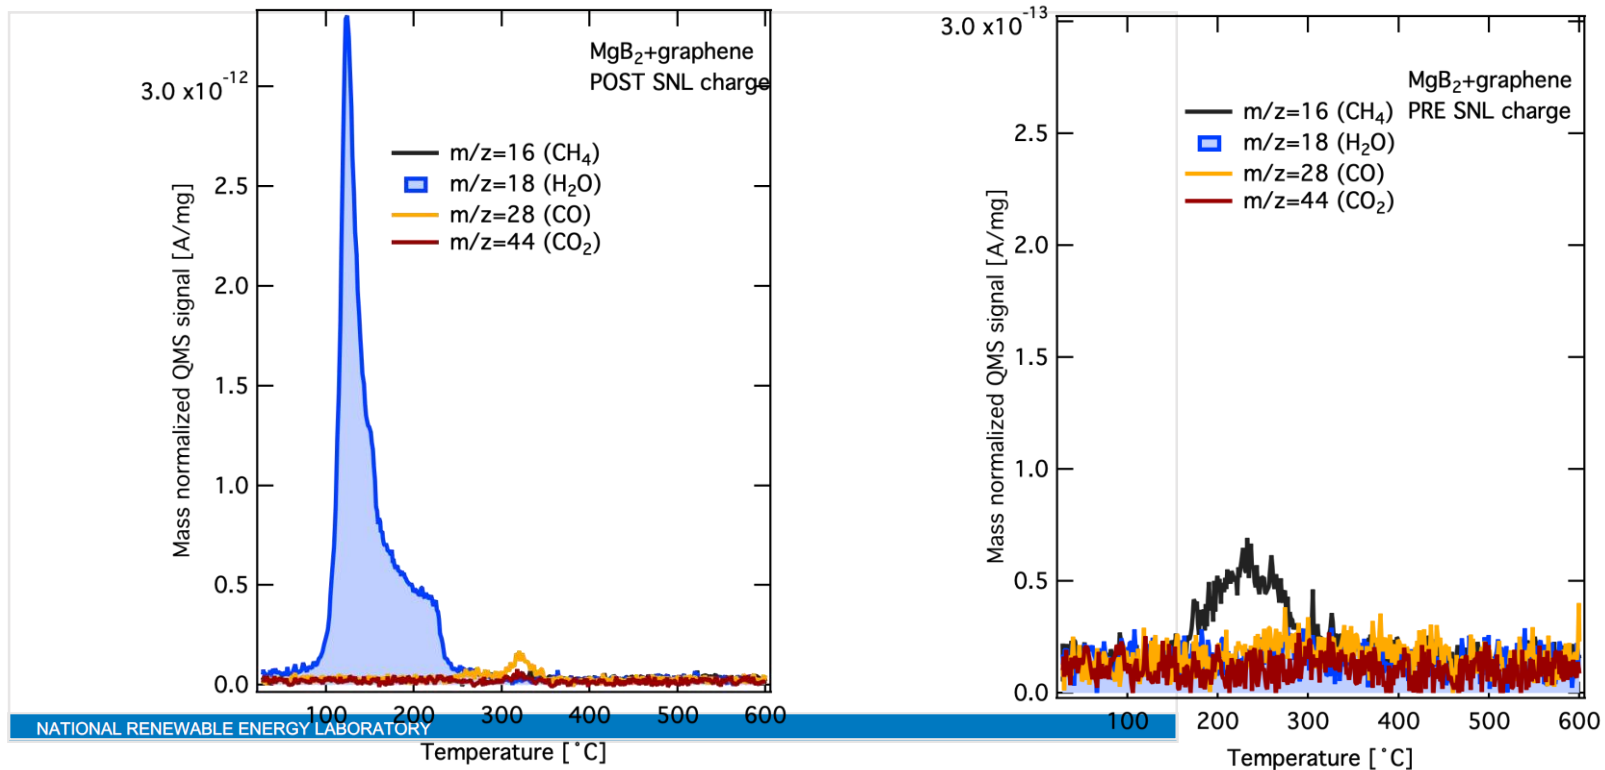 3.0 x10-12
2.5
2.0
1.5
1.0
0.5
0.0
Mass normalized QMS signal [A/mg]
MgB2+graphene
POST SNL charge
m/z=16 (CH4)
m/z=18 (H2O)
m/z=28 (CO)
m/z=44 (CO2)
100 200 300 400 500 600
Temperature [˚C]
NATIONAL RENEWABLE ENERGY LABORATORY
3.0 x10-13
2.5
2.0
1.5
1.0
0.5
0.0
Mass normalized QMS signal [A/mg]
MgB2+graphene
PRE SNL charge
m/z=16 (CH4)
m/z=18 (H2O)
m/z=28 (CO)
m/z=44 (CO2)
100 200 300 400 500 600
Temperature [˚C]